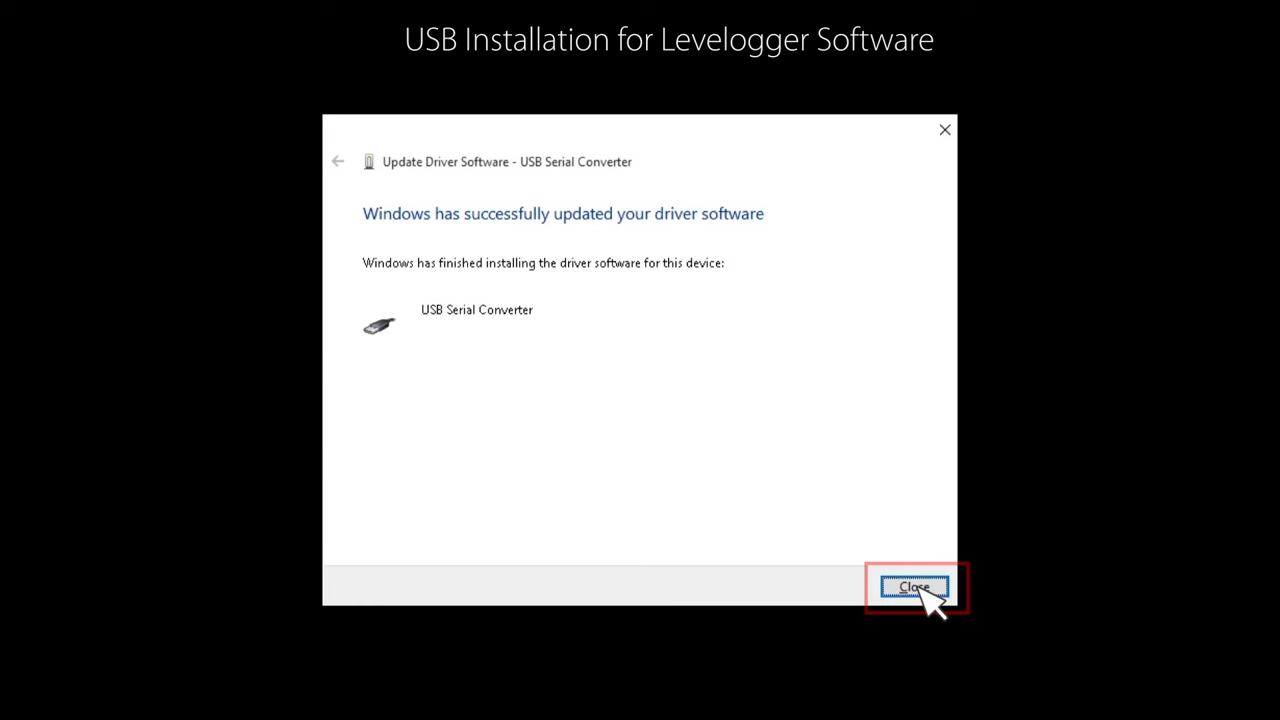 USB Installation for Levelogger Software
Update Driver Software - USB Serial Converter
Windows has successfully updated your driver software
Windows has finished installing the driver software for this device:
USB Serial Converter
Close